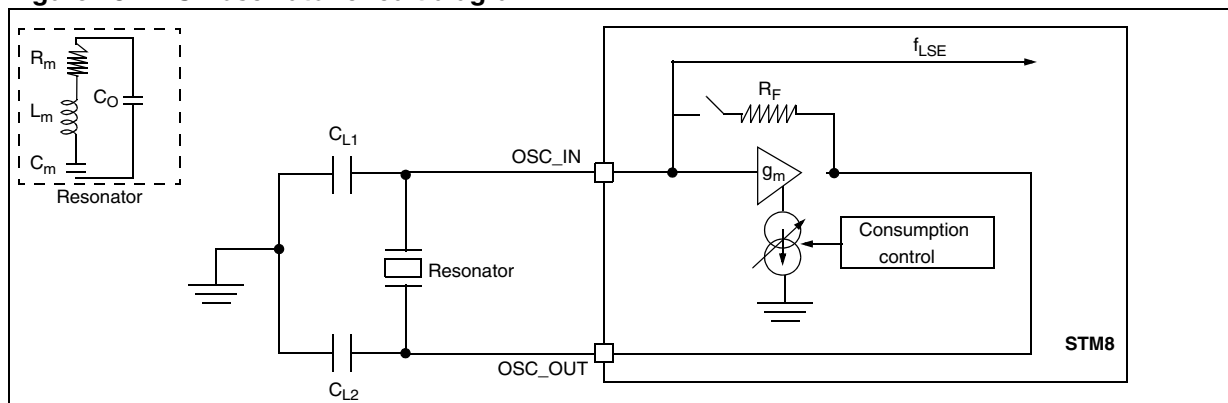 R_m
L_m
C_m
C_O
Resonator
C_L1
C_L2
Resonator
OSC_IN
OSC_OUT
f_LSE
R_F
g_m
Consumption
control
STM8